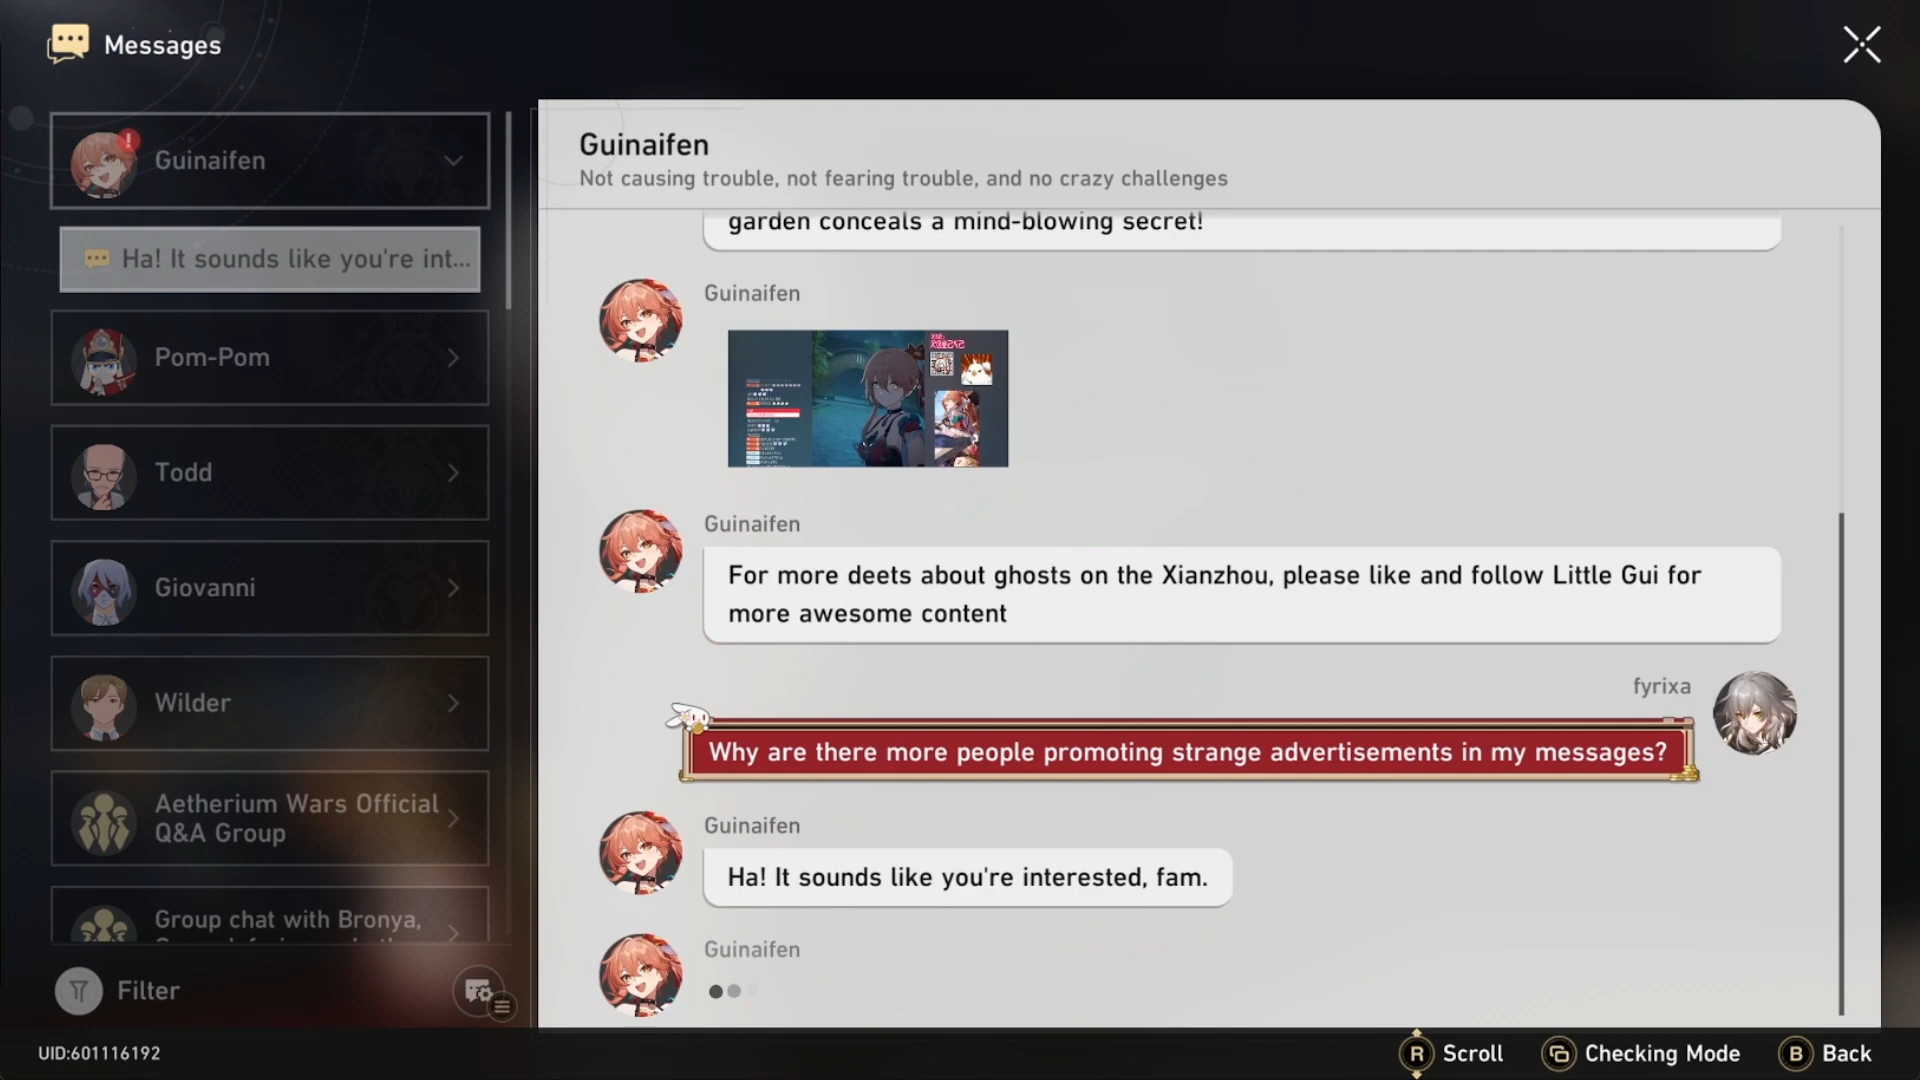 Messages
Guinaifen
Ha! It sounds like you're int...
Pom-Pom
Todd
Giovanni
Wilder
Aetherium Wars Official
Q&A Group
Group chat with Bronya,
Filter
UID:601116192
Guinaifen
Not causing trouble, not fearing trouble, and no crazy challenges
garden conceals a mind-blowing secret!
Guinaifen
Guinaifen
For more deets about ghosts on the Xianzhou, please like and follow Little Gui for
more awesome content
fyrixa
Why are there more people promoting strange advertisements in my messages?
Guinaifen
Ha! It sounds like you're interested, fam.
Guinaifen
R Scroll
Checking Mode
B Back